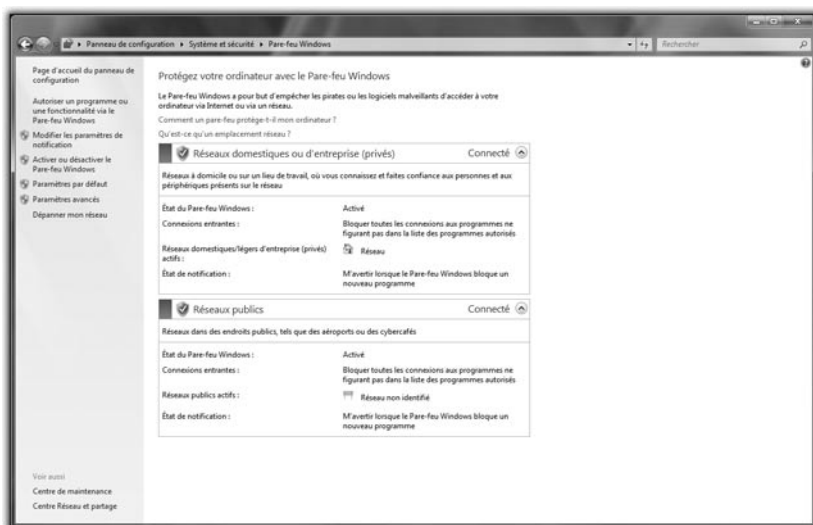 Panneau de configuration ▸ Système et sécurité ▸ Pare-feu Windows
Rechercher
Page d'accueil du panneau de
configuration
Autoriser un programme ou
une fonctionnalité via le
Pare-feu Windows
Modifier les paramètres de
notification
Activer ou désactiver le
Pare-feu Windows
Paramètres par défaut
Paramètres avancés
Dépanner mon réseau
Voir aussi
Centre de maintenance
Centre Réseau et partage
Protégez votre ordinateur avec le Pare-feu Windows
Le Pare-feu Windows a pour but d'empêcher les pirates ou les logiciels malveillants d'accéder à votre
ordinateur via Internet ou via un réseau.
Comment un pare-feu protège-t-il mon ordinateur ?
Qu'est-ce qu'un emplacement réseau ?
Réseaux domestiques ou d'entreprise (privés) Connecté
Réseaux à domicile ou sur un lieu de travail, où vous connaissez et faites confiance aux personnes et aux
périphériques présents sur le réseau
État du Pare-feu Windows : Activé
Connexions entrantes : Bloquer toutes les connexions aux programmes ne
figurant pas dans la liste des programmes autorisés
Réseaux domestiques/légers d'entreprise (privés) Réseau
actifs :
État de notification : M'avertir lorsque le Pare-feu Windows bloque un
nouveau programme
Réseaux publics Connecté
Réseaux dans des endroits publics, tels que des aéroports ou des cybercafés
État du Pare-feu Windows : Activé
Connexions entrantes : Bloquer toutes les connexions aux programmes ne
figurant pas dans la liste des programmes autorisés
Réseaux publics actifs : Réseau non identifié
État de notification : M'avertir lorsque le Pare-feu Windows bloque un
nouveau programme